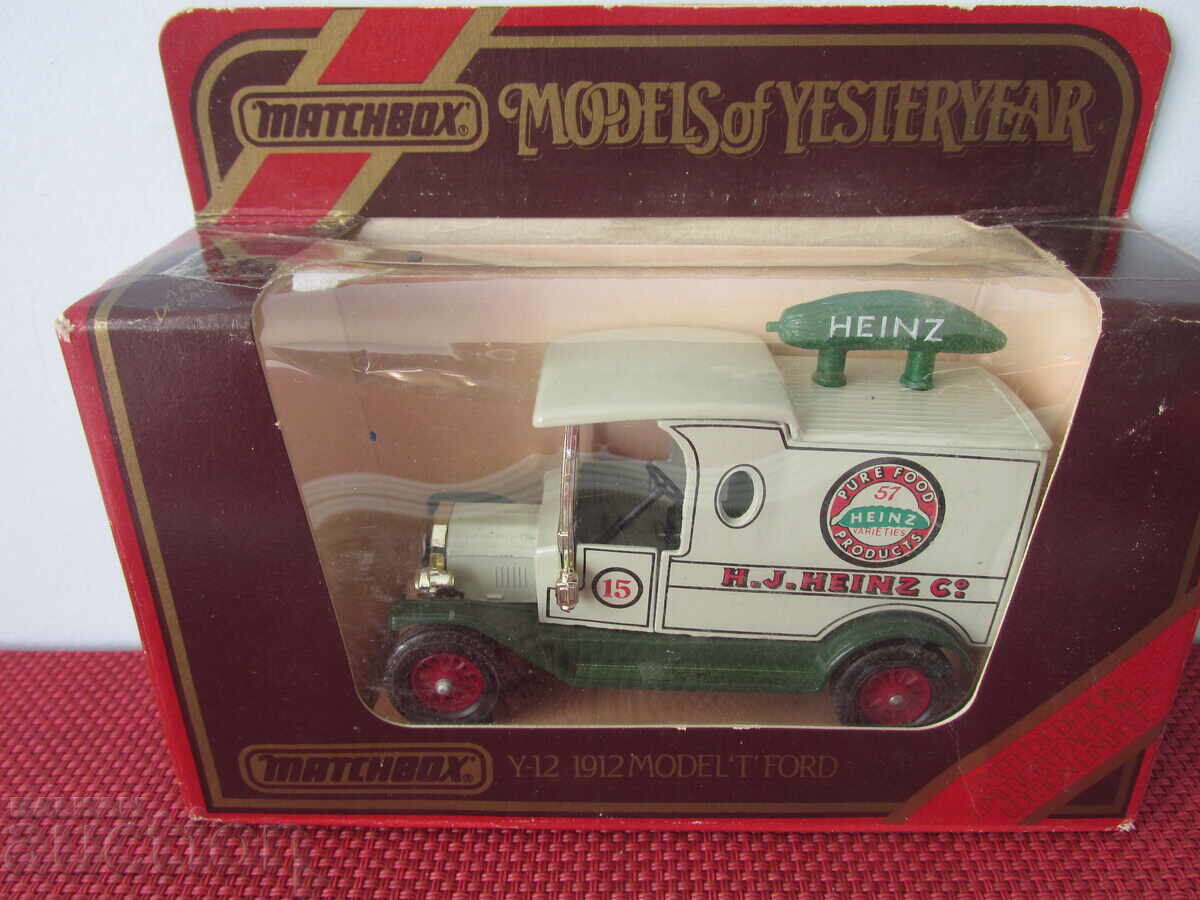 MATCHBOX®
MODELS of YESTERYEAR
HEINZ
PURE FOOD
57
HEINZ
VARIETIES
PRODUCTS
H.J. HEINZ Co.
15
MATCHBOX®
Y-12 1912 MODEL 'T' FORD